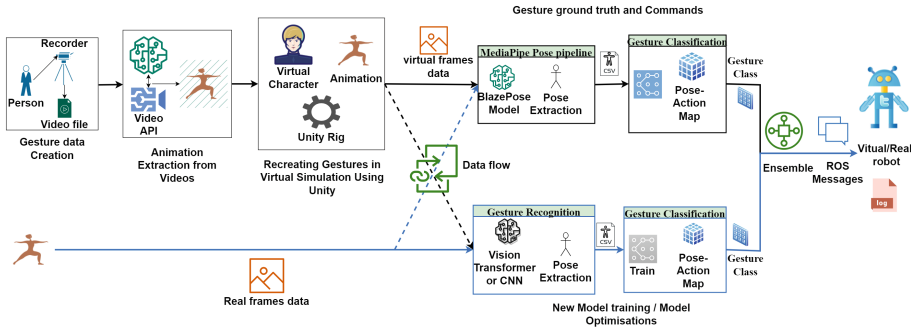 Gesture ground truth and Commands
Recorder
Person
Video file
Gesture data
Creation
Video
API
Animation
Extraction from
Videos
Virtual
Character
Animation
Unity Rig
Recreating Gestures in
Virtual Simulation Using
Unity
virtual frames
data
MediaPipe Pose pipeline
BlazePose
Model
Pose
Extraction
CSV
Gesture Classification
Pose-
Action
Map
Gesture
Class
Data flow
Ensemble
ROS
Messages
Vitual/Real
robot
log
Real frames data
Gesture Recognition
Vision
Transformer
or CNN
Pose
Extraction
CSV
Gesture Classification
Train
Pose-
Action
Map
Gesture
Class
New Model training / Model
Optimisations